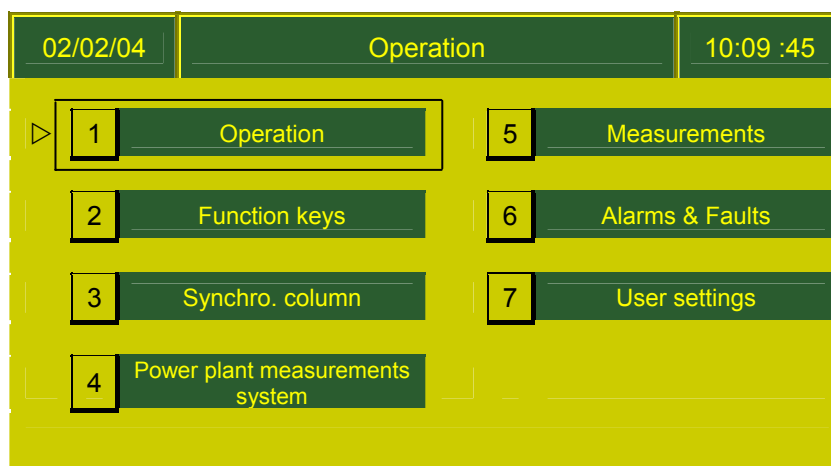 02/02/04 Operation 10:09 :45
1 Operation
2 Function keys
3 Synchro. column
4 Power plant measurements
system
5 Measurements
6 Alarms & Faults
7 User settings